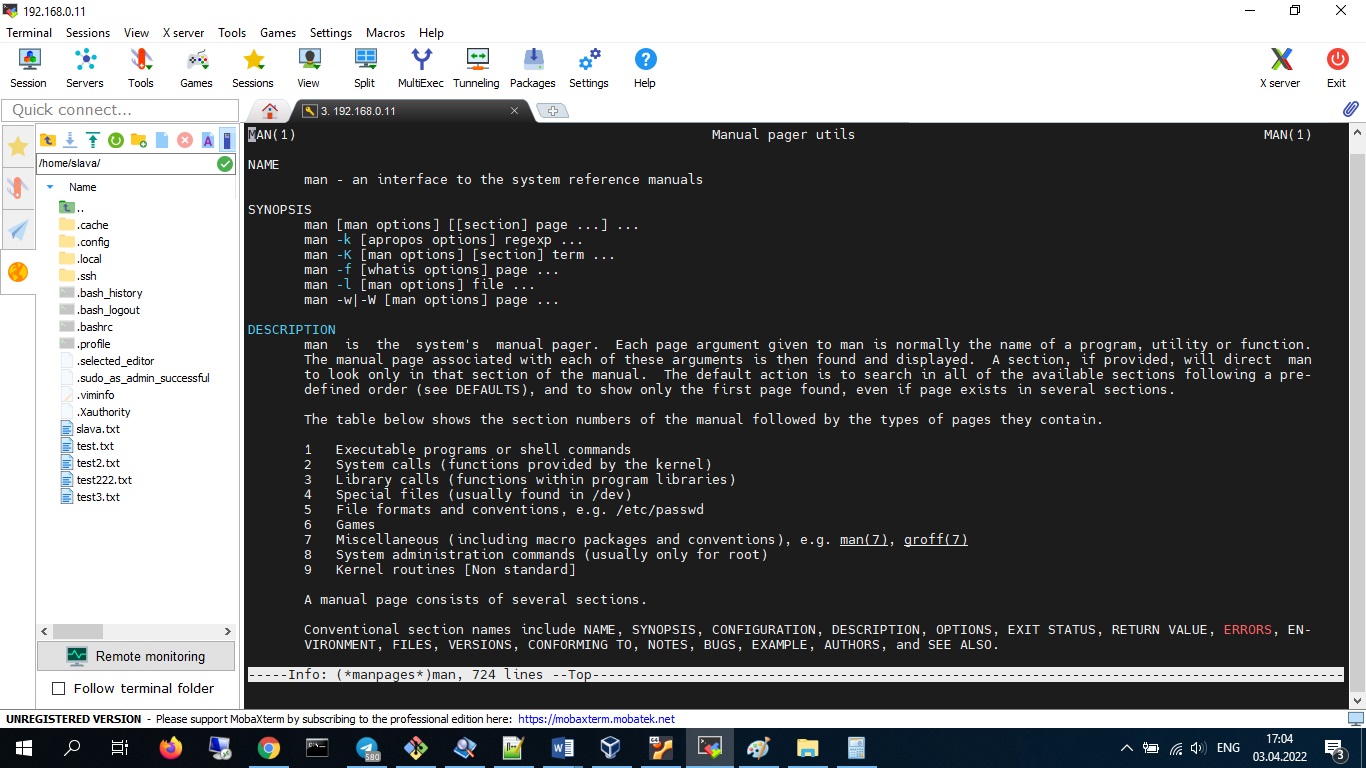 192.168.0.11
Terminal Sessions View X server Tools Games Settings Macros Help
Session Servers Tools Games Sessions View Split MultiExec Tunneling Packages Settings Help X server Exit
Quick connect...
3. 192.168.0.11
/home/slava/
Name
..
.cache
.config
.local
.ssh
.bash_history
.bash_logout
.bashrc
.profile
.selected_editor
.sudo_as_admin_successful
.viminfo
.Xauthority
slava.txt
test.txt
test2.txt
test222.txt
test3.txt
Remote monitoring
Follow terminal folder
MAN(1) Manual pager utils MAN(1)
NAME
man - an interface to the system reference manuals
SYNOPSIS
man [man options] [[section] page ...] ...
man -k [apropos options] regexp ...
man -K [man options] [section] term ...
man -f [whatis options] page ...
man -l [man options] file ...
man -w|-W [man options] page ...
DESCRIPTION
man is the system's manual pager. Each page argument given to man is normally the name of a program, utility or function.
The manual page associated with each of these arguments is then found and displayed. A section, if provided, will direct man
to look only in that section of the manual. The default action is to search in all of the available sections following a pre-
defined order (see DEFAULTS), and to show only the first page found, even if page exists in several sections.
The table below shows the section numbers of the manual followed by the types of pages they contain.
1 Executable programs or shell commands
2 System calls (functions provided by the kernel)
3 Library calls (functions within program libraries)
4 Special files (usually found in /dev)
5 File formats and conventions, e.g. /etc/passwd
6 Games
7 Miscellaneous (including macro packages and conventions), e.g. man(7), groff(7)
8 System administration commands (usually only for root)
9 Kernel routines [Non standard]
A manual page consists of several sections.
Conventional section names include NAME, SYNOPSIS, CONFIGURATION, DESCRIPTION, OPTIONS, EXIT STATUS, RETURN VALUE, ERRORS, EN-
VIRONMENT, FILES, VERSIONS, CONFORMING TO, NOTES, BUGS, EXAMPLE, AUTHORS, and SEE ALSO.
-----Info: (*manpages*)man, 724 lines --Top----------------------------------------------------------------------------------------------
UNREGISTERED VERSION - Please support MobaXterm by subscribing to the professional edition here: https://mobaxterm.mobatek.net
580
64
ENG
17:04
03.04.2022
3